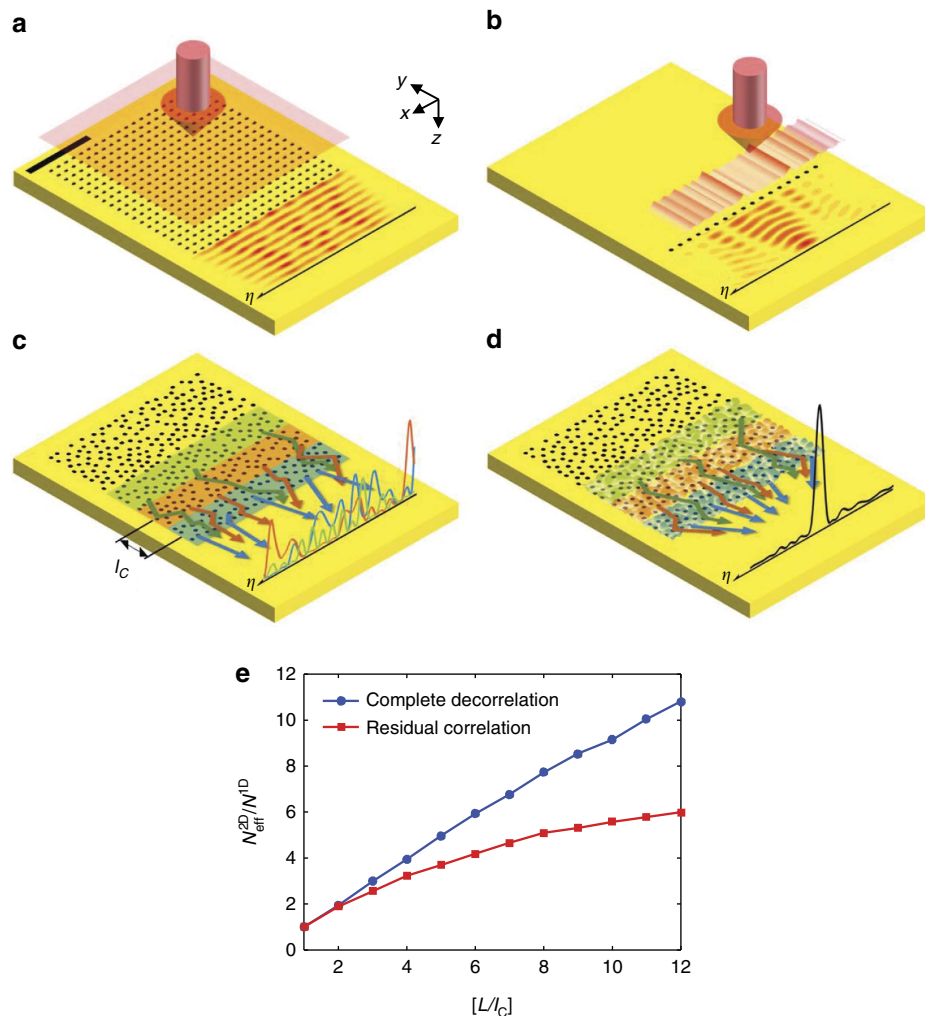 a
b
y
x
z
η
η
c
d
l_C
η
η
e
12
10
8
6
4
2
0
N_eff^2D/N^1D
Complete decorrelation
Residual correlation
2 4 6 8 10 12
[L/l_C]